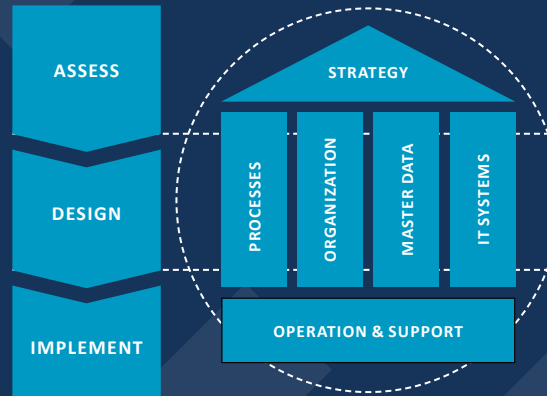 ASSESS
DESIGN
IMPLEMENT
STRATEGY
PROCESSES
ORGANIZATION
MASTER DATA
IT SYSTEMS
OPERATION & SUPPORT